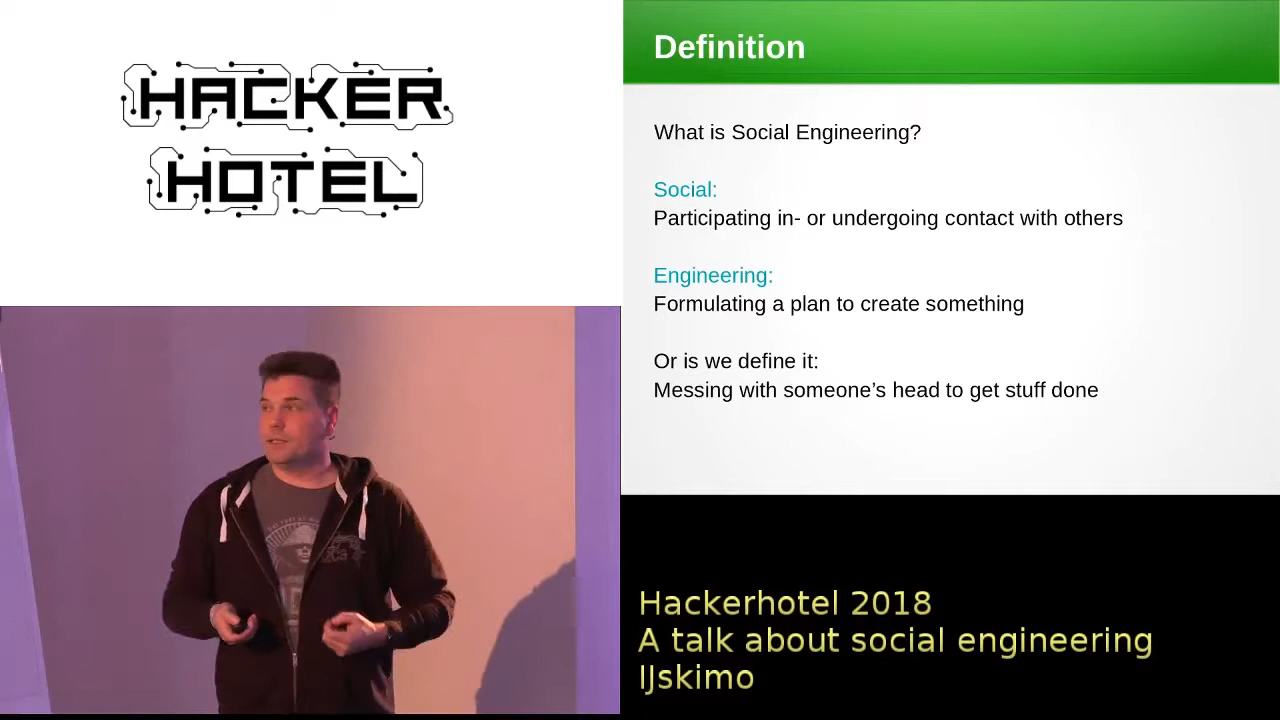 HACKER
HOTEL
Definition
What is Social Engineering?
Social:
Participating in- or undergoing contact with others
Engineering:
Formulating a plan to create something
Or is we define it:
Messing with someone’s head to get stuff done
Hackerhotel 2018
A talk about social engineering
IJskimo